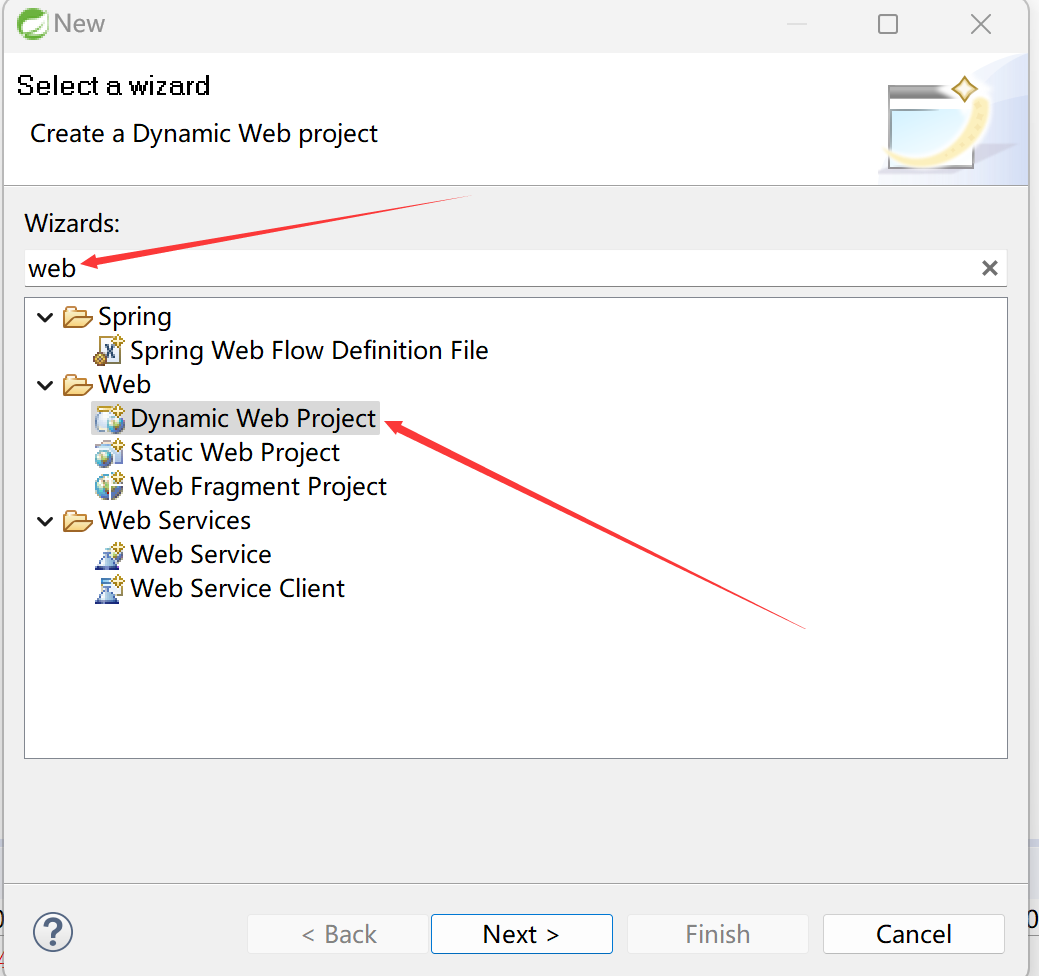 New
Select a wizard
Create a Dynamic Web project
Wizards:
web
Spring
Spring Web Flow Definition File
Web
Dynamic Web Project
Static Web Project
Web Fragment Project
Web Services
Web Service
Web Service Client
< Back
Next >
Finish
Cancel